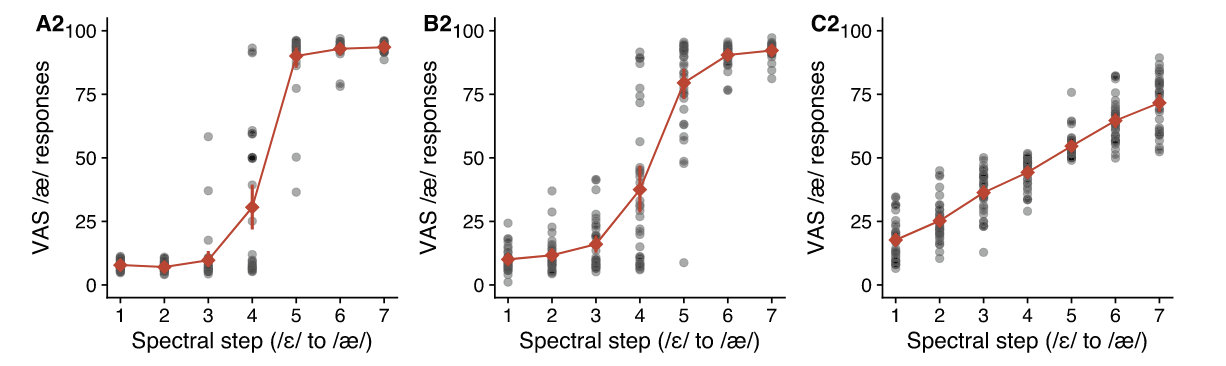 A2
100
75
50
25
0
VAS /æ/ responses
1 2 3 4 5 6 7
Spectral step (/ɛ/ to /æ/)
B2
100
75
50
25
0
VAS /æ/ responses
1 2 3 4 5 6 7
Spectral step (/ɛ/ to /æ/)
C2
100
75
50
25
0
VAS /æ/ responses
1 2 3 4 5 6 7
Spectral step (/ɛ/ to /æ/)